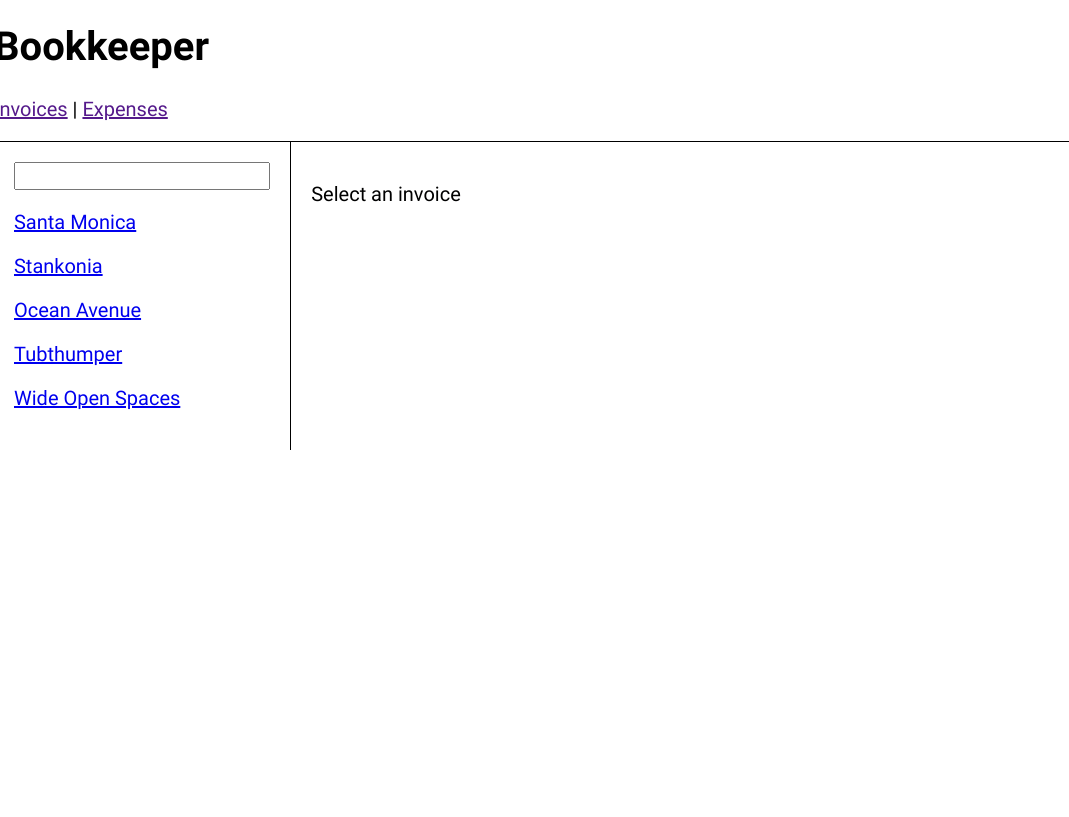 Bookkeeper
nvoices | Expenses
Select an invoice
Santa Monica
Stankonia
Ocean Avenue
Tubthumper
Wide Open Spaces